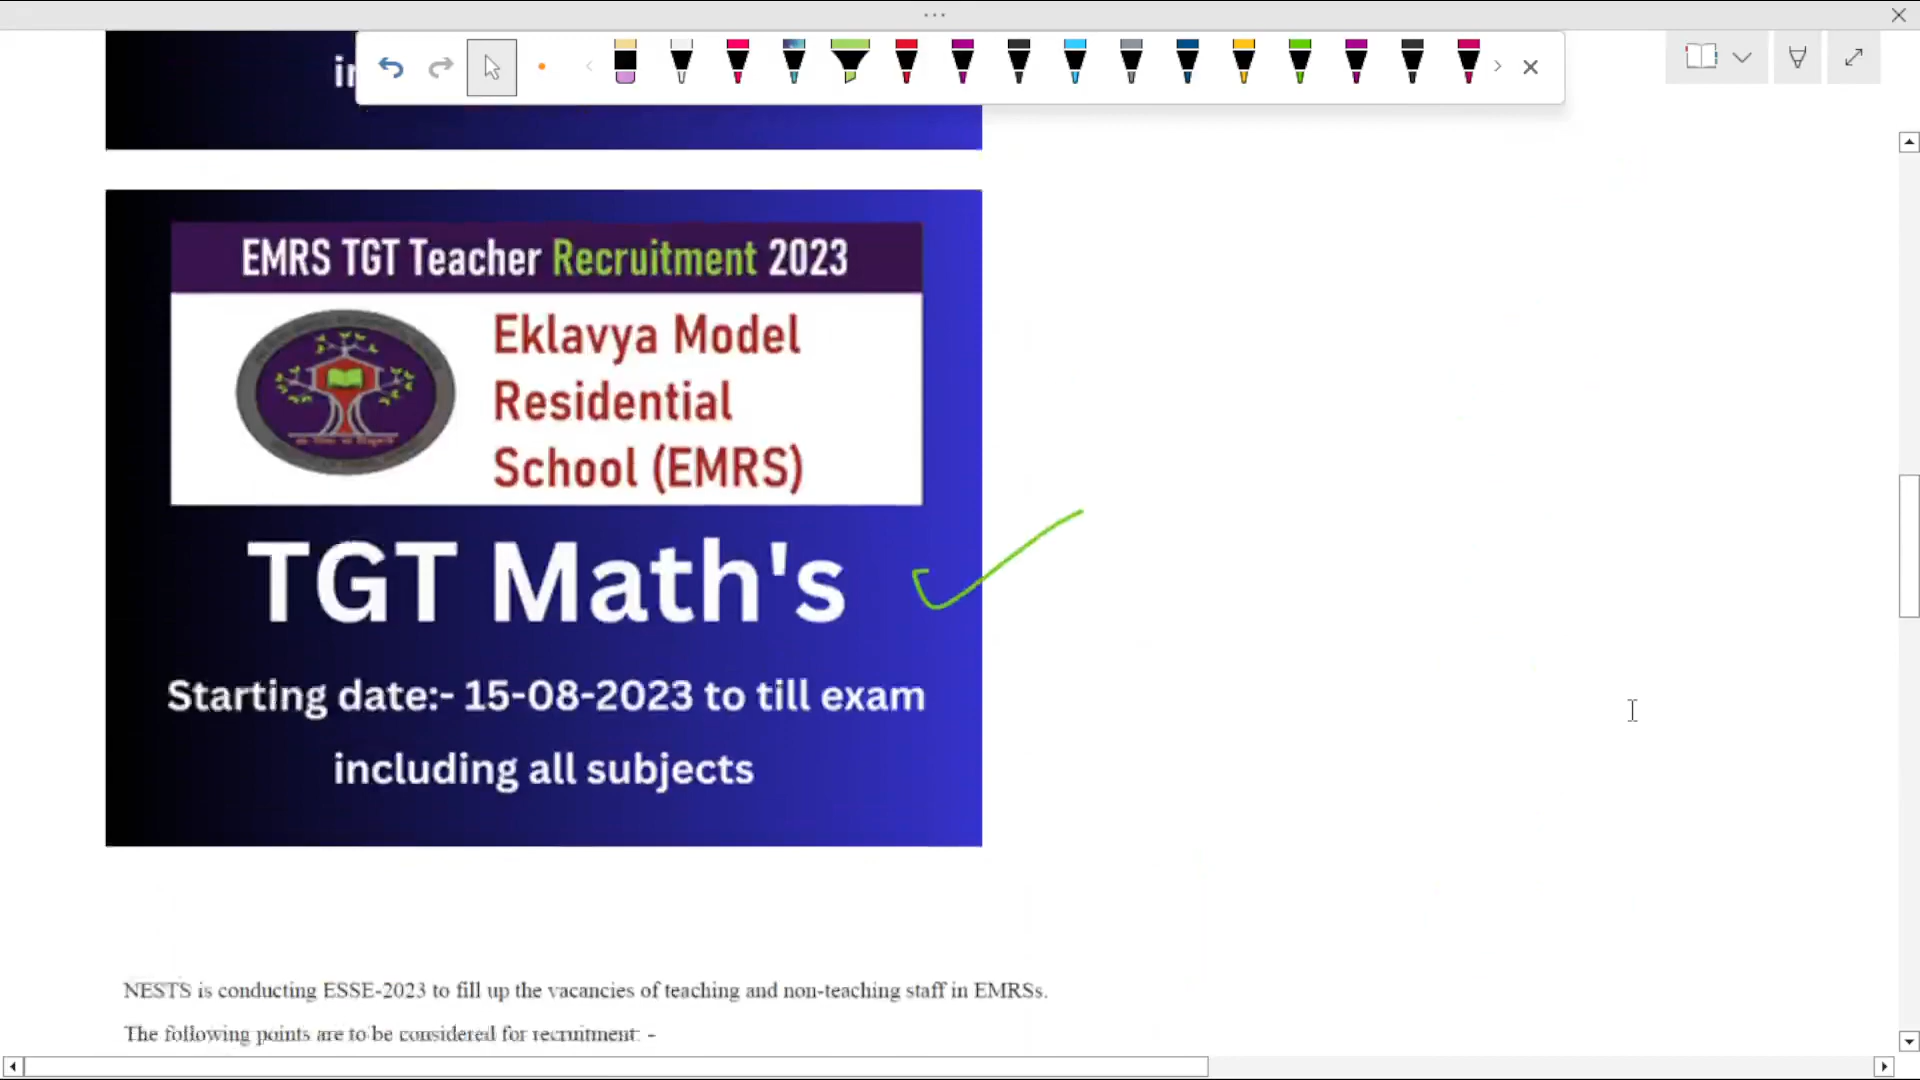 EMRS TGT Teacher Recruitment 2023
Eklavya Model
Residential
School (EMRS)
TGT Math's
Starting date:- 15-08-2023 to till exam
including all subjects
NESTS is conducting ESSE-2023 to fill up the vacancies of teaching and non-teaching staff in EMRSs.
The following points are to be considered for recruitment: -